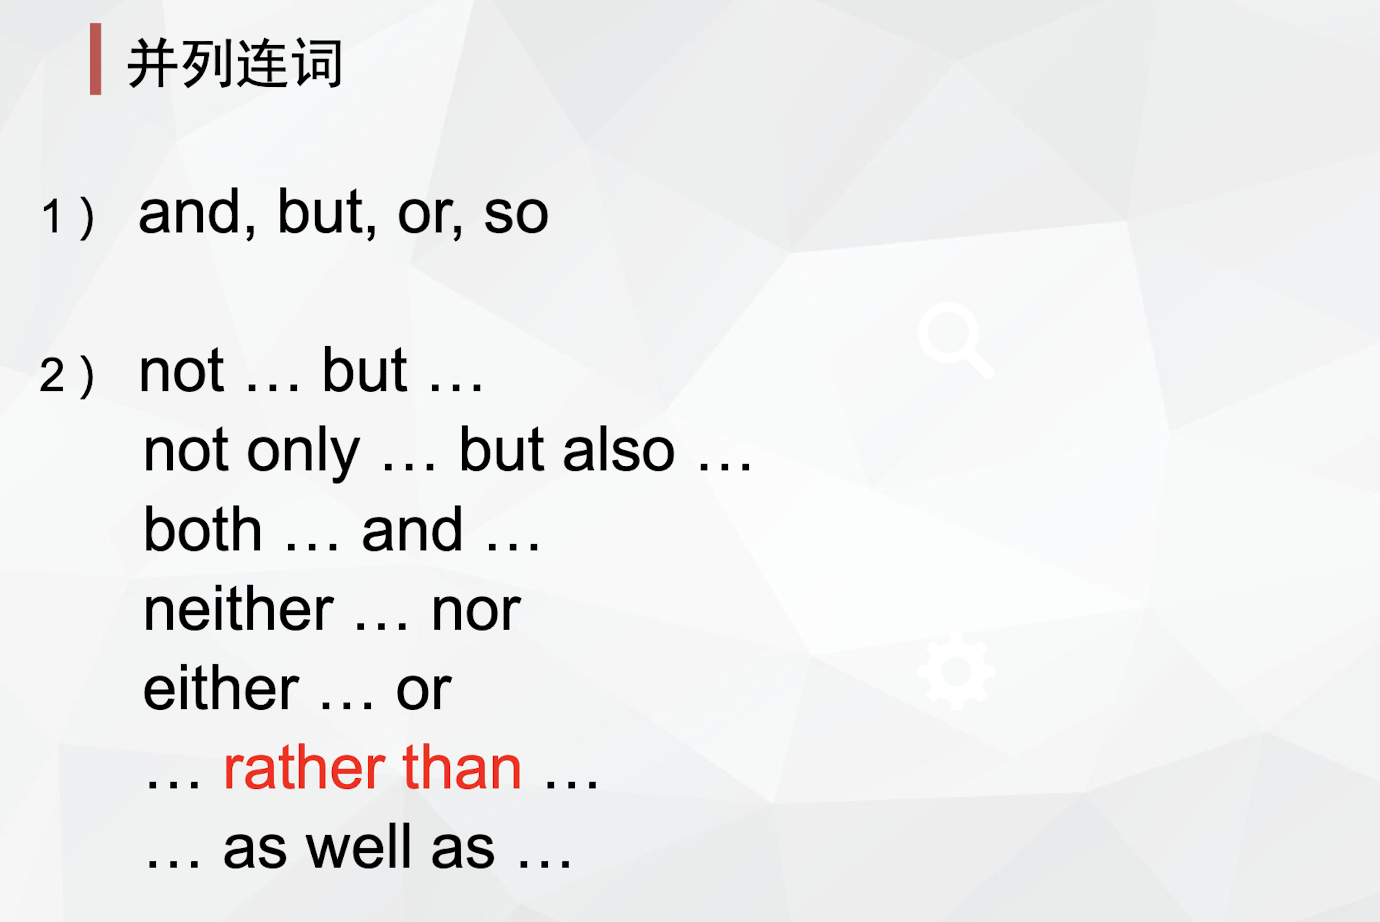 并列连词
1） and, but, or, so
2） not … but …
not only … but also …
both … and …
neither … nor
either … or
… rather than …
… as well as …